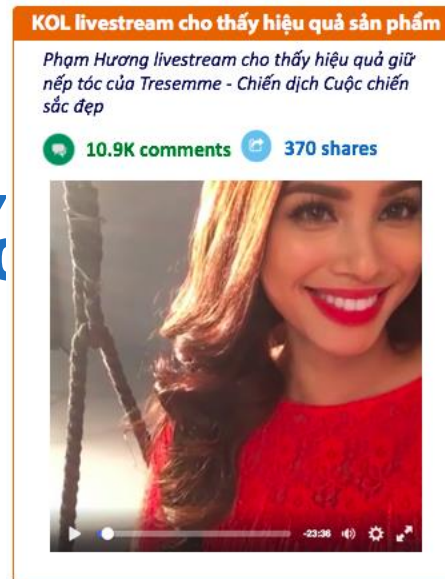 KOL livestream cho thấy hiệu quả sản phẩm
Phạm Hương livestream cho thấy hiệu quả giữ
nếp tóc của Tresemme - Chiến dịch Cuộc chiến
sắc đẹp
10.9K comments 370 shares
-23:36